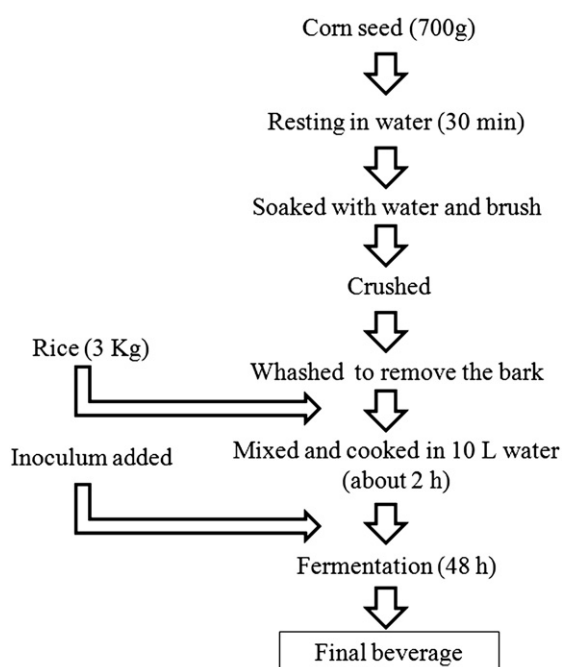 Corn seed (700g)
Resting in water (30 min)
Soaked with water and brush
Crushed
Rice (3 Kg)
Whashed to remove the bark
Inoculum added
Mixed and cooked in 10 L water
(about 2 h)
Fermentation (48 h)
Final beverage